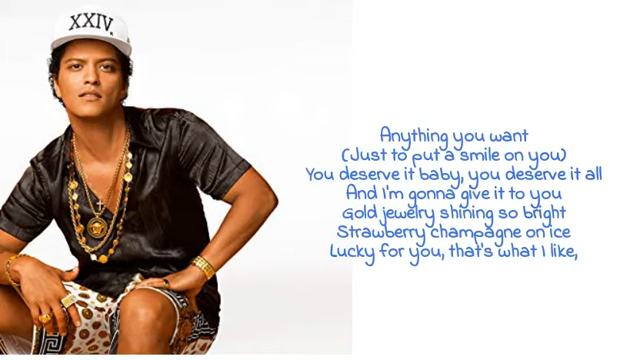 XXIV.
Anything you want
(Just to put a smile on you)
You deserve it baby, you deserve it all
And I'm gonna give it to you
Gold jewelry shining so bright
Strawberry champagne on ice
Lucky for you, that's what I like,